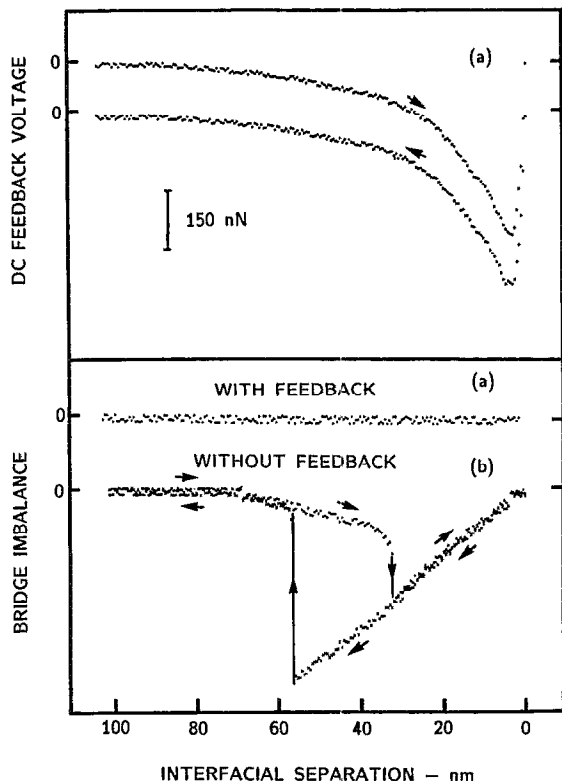 DC FEEDBACK VOLTAGE
0
0
(a)
150 nN
BRIDGE IMBALANCE
(a)
WITH FEEDBACK
0
WITHOUT FEEDBACK
(b)
0
100 80 60 40 20 0
INTERFACIAL SEPARATION – nm